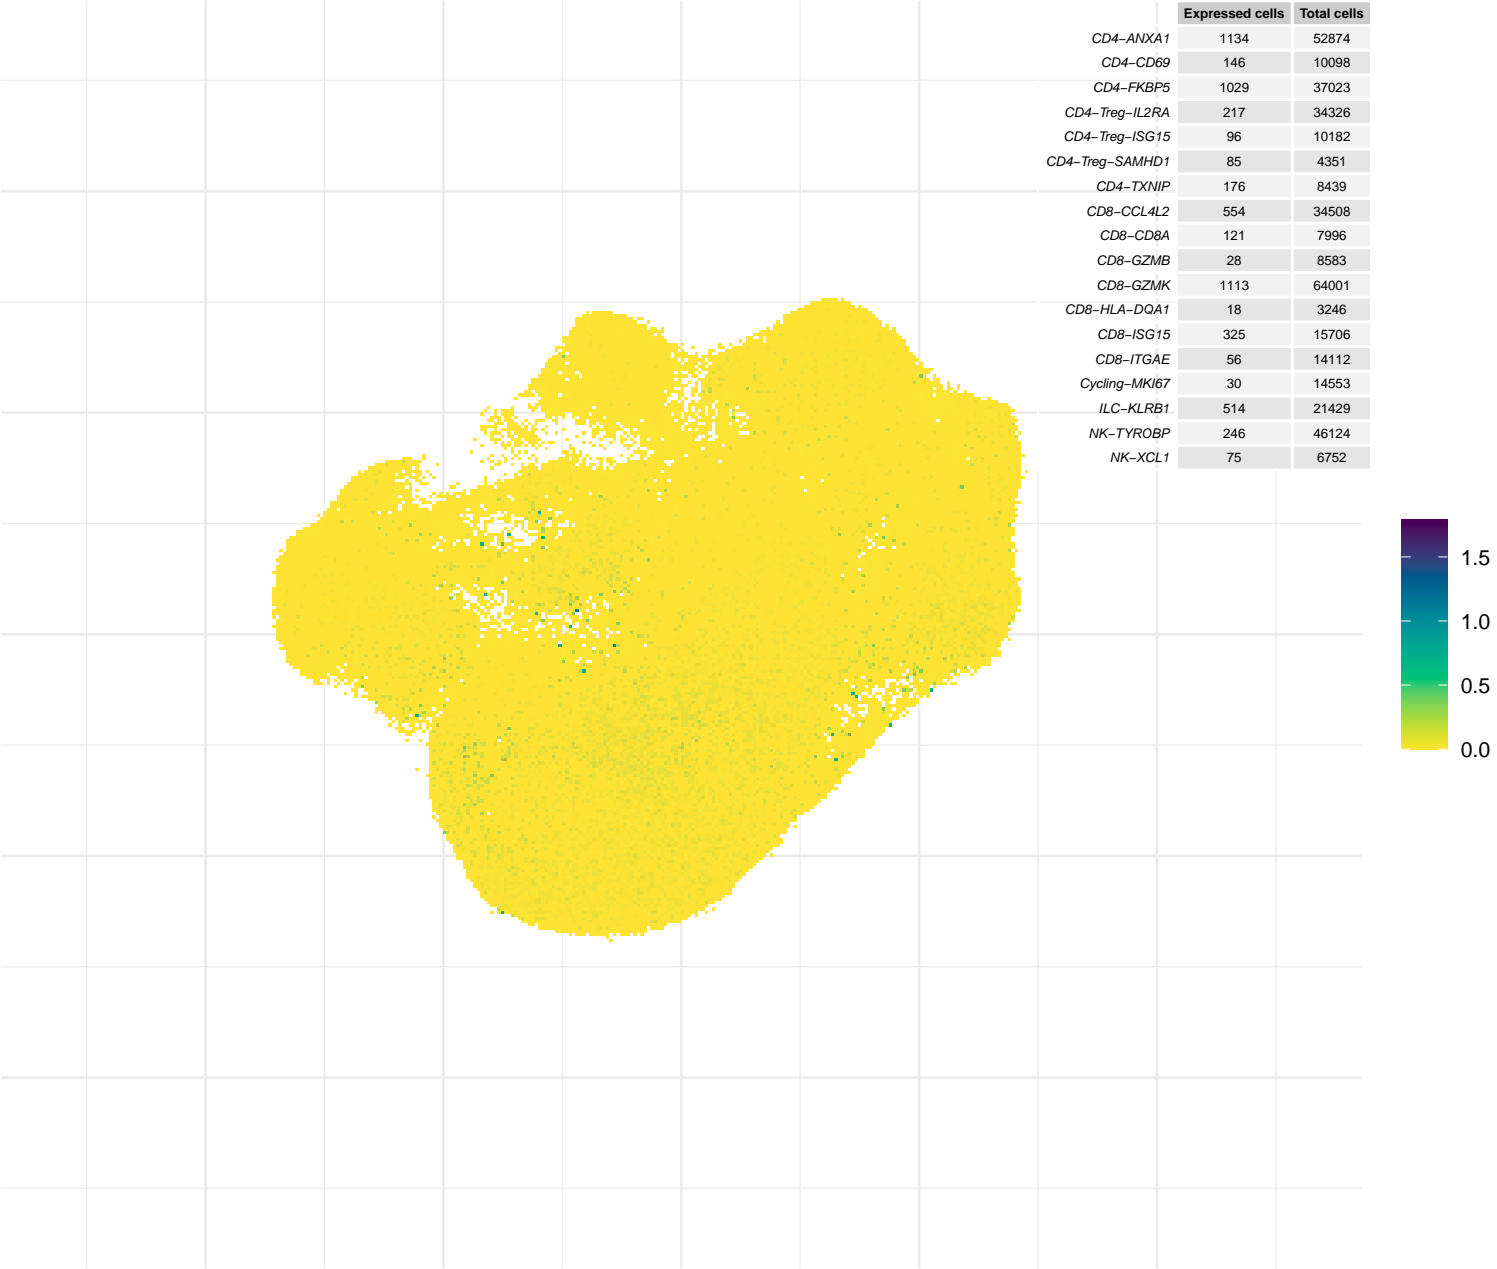 Expressed cells Total cells
CD4−ANXA1 1134 52874
CD4−CD69 146 10098
CD4−FKBP5 1029 37023
CD4−Treg−IL2RA 217 34326
CD4−Treg−ISG15 96 10182
CD4−Treg−SAMHD1 85 4351
CD4−TXNIP 176 8439
CD8−CCL4L2 554 34508
CD8−CD8A 121 7996
CD8−GZMB 28 8583
CD8−GZMK 1113 64001
CD8−HLA−DQA1 18 3246
CD8−ISG15 325 15706
CD8−ITGAE 56 14112
Cycling−MKI67 30 14553
ILC−KLRB1 514 21429
NK−TYROBP 246 46124
NK−XCL1 75 6752
1.5
1.0
0.5
0.0